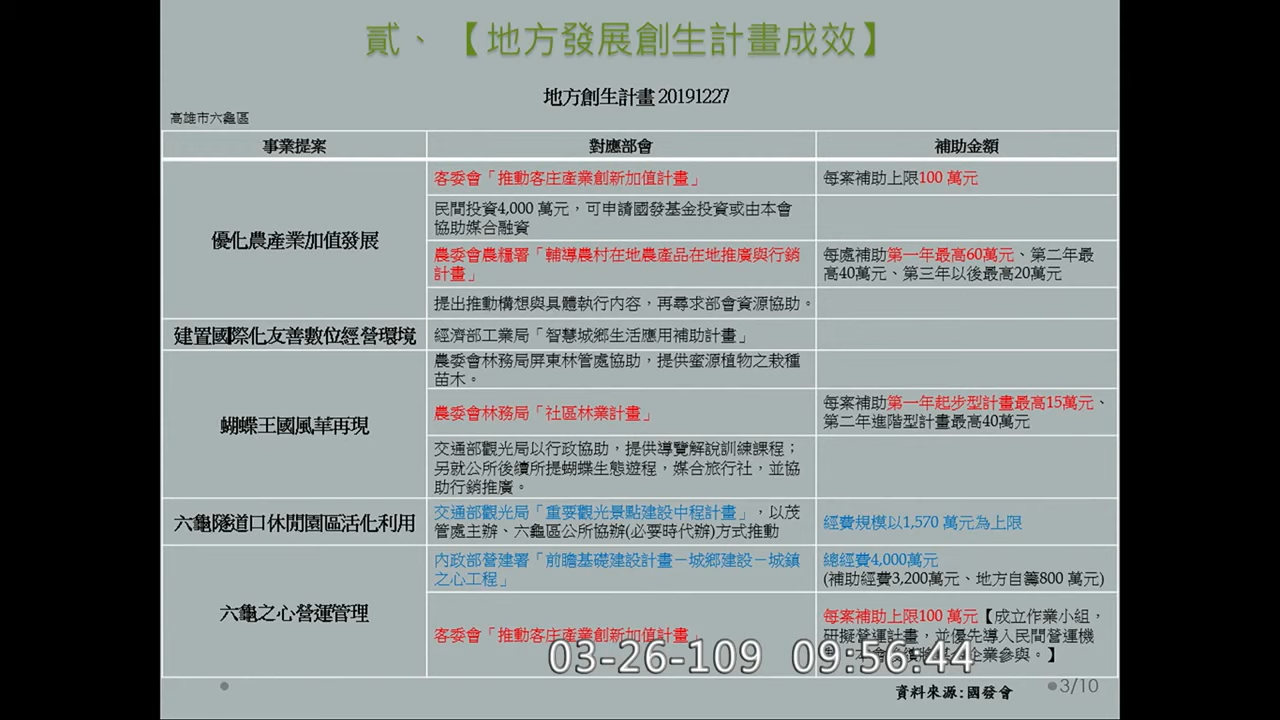 貳、【地方發展創生計畫成效】
地方創生計畫 20191227
高雄市六龜區
事業提案
對應部會
補助金額
優化農產業加值發展
客委會「推動客庄產業創新加值計畫」
每案補助上限100 萬元
民間投資4,000 萬元，可申請國發基金投資或由本會
協助媒合融資
農委會農糧署「輔導農村在地農產品在地推廣與行銷
計畫」
每處補助第一年最高60萬元、第二年最
高40萬元、第三年以後最高20萬元
提出推動構想與具體執行內容，再尋求部會資源協助。
建置國際化友善數位經營環境
經濟部工業局「智慧城鄉生活應用補助計畫」
蝴蝶王國風華再現
農委會林務局屏東林管處協助，提供蜜源植物之栽種
苗木。
農委會林務局「社區林業計畫」
每案補助第一年起步型計畫最高15萬元、
第二年進階型計畫最高40萬元
交通部觀光局以行政協助，提供導覽解說訓練課程；
另就公所後續所提蝴蝶生態遊程，媒合旅行社，並協
助行銷推廣。
六龜隧道口休閒園區活化利用
交通部觀光局「重要觀光景點建設中程計畫」，以茂
管處主辦、六龜區公所協辦(必要時代辦)方式推動
經費規模以1,570 萬元為上限
六龜之心營運管理
內政部營建署「前瞻基礎建設計畫－城鄉建設－城鎮
之心工程」
總經費4,000萬元
(補助經費3,200萬元、地方自籌800 萬元)
客委會「推動客庄產業創新加值計畫」
每案補助上限100 萬元【成立作業小組，
研擬營運計畫，並優先導入民間營運機
企業參與。】
03-26-109 09:56:44
資料來源：國發會
3/10